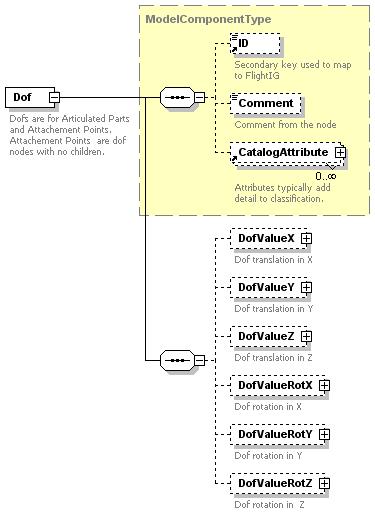 ModelComponentType
ID
Secondary key used to map
to FlightIG
Dof
Dofs are for Articulated Parts
and Attachement Points.
Attachement Points  are dof
nodes with no children.
Comment
Comment from the node
CatalogAttribute
0..∞
Attributes typically add
detail to classification.
DofValueX
Dof translation in X
DofValueY
Dof translation in Y
DofValueZ
Dof translation in Z
DofValueRotX
Dof rotation in X
DofValueRotY
Dof rotation in Y
DofValueRotZ
Dof rotation in  Z